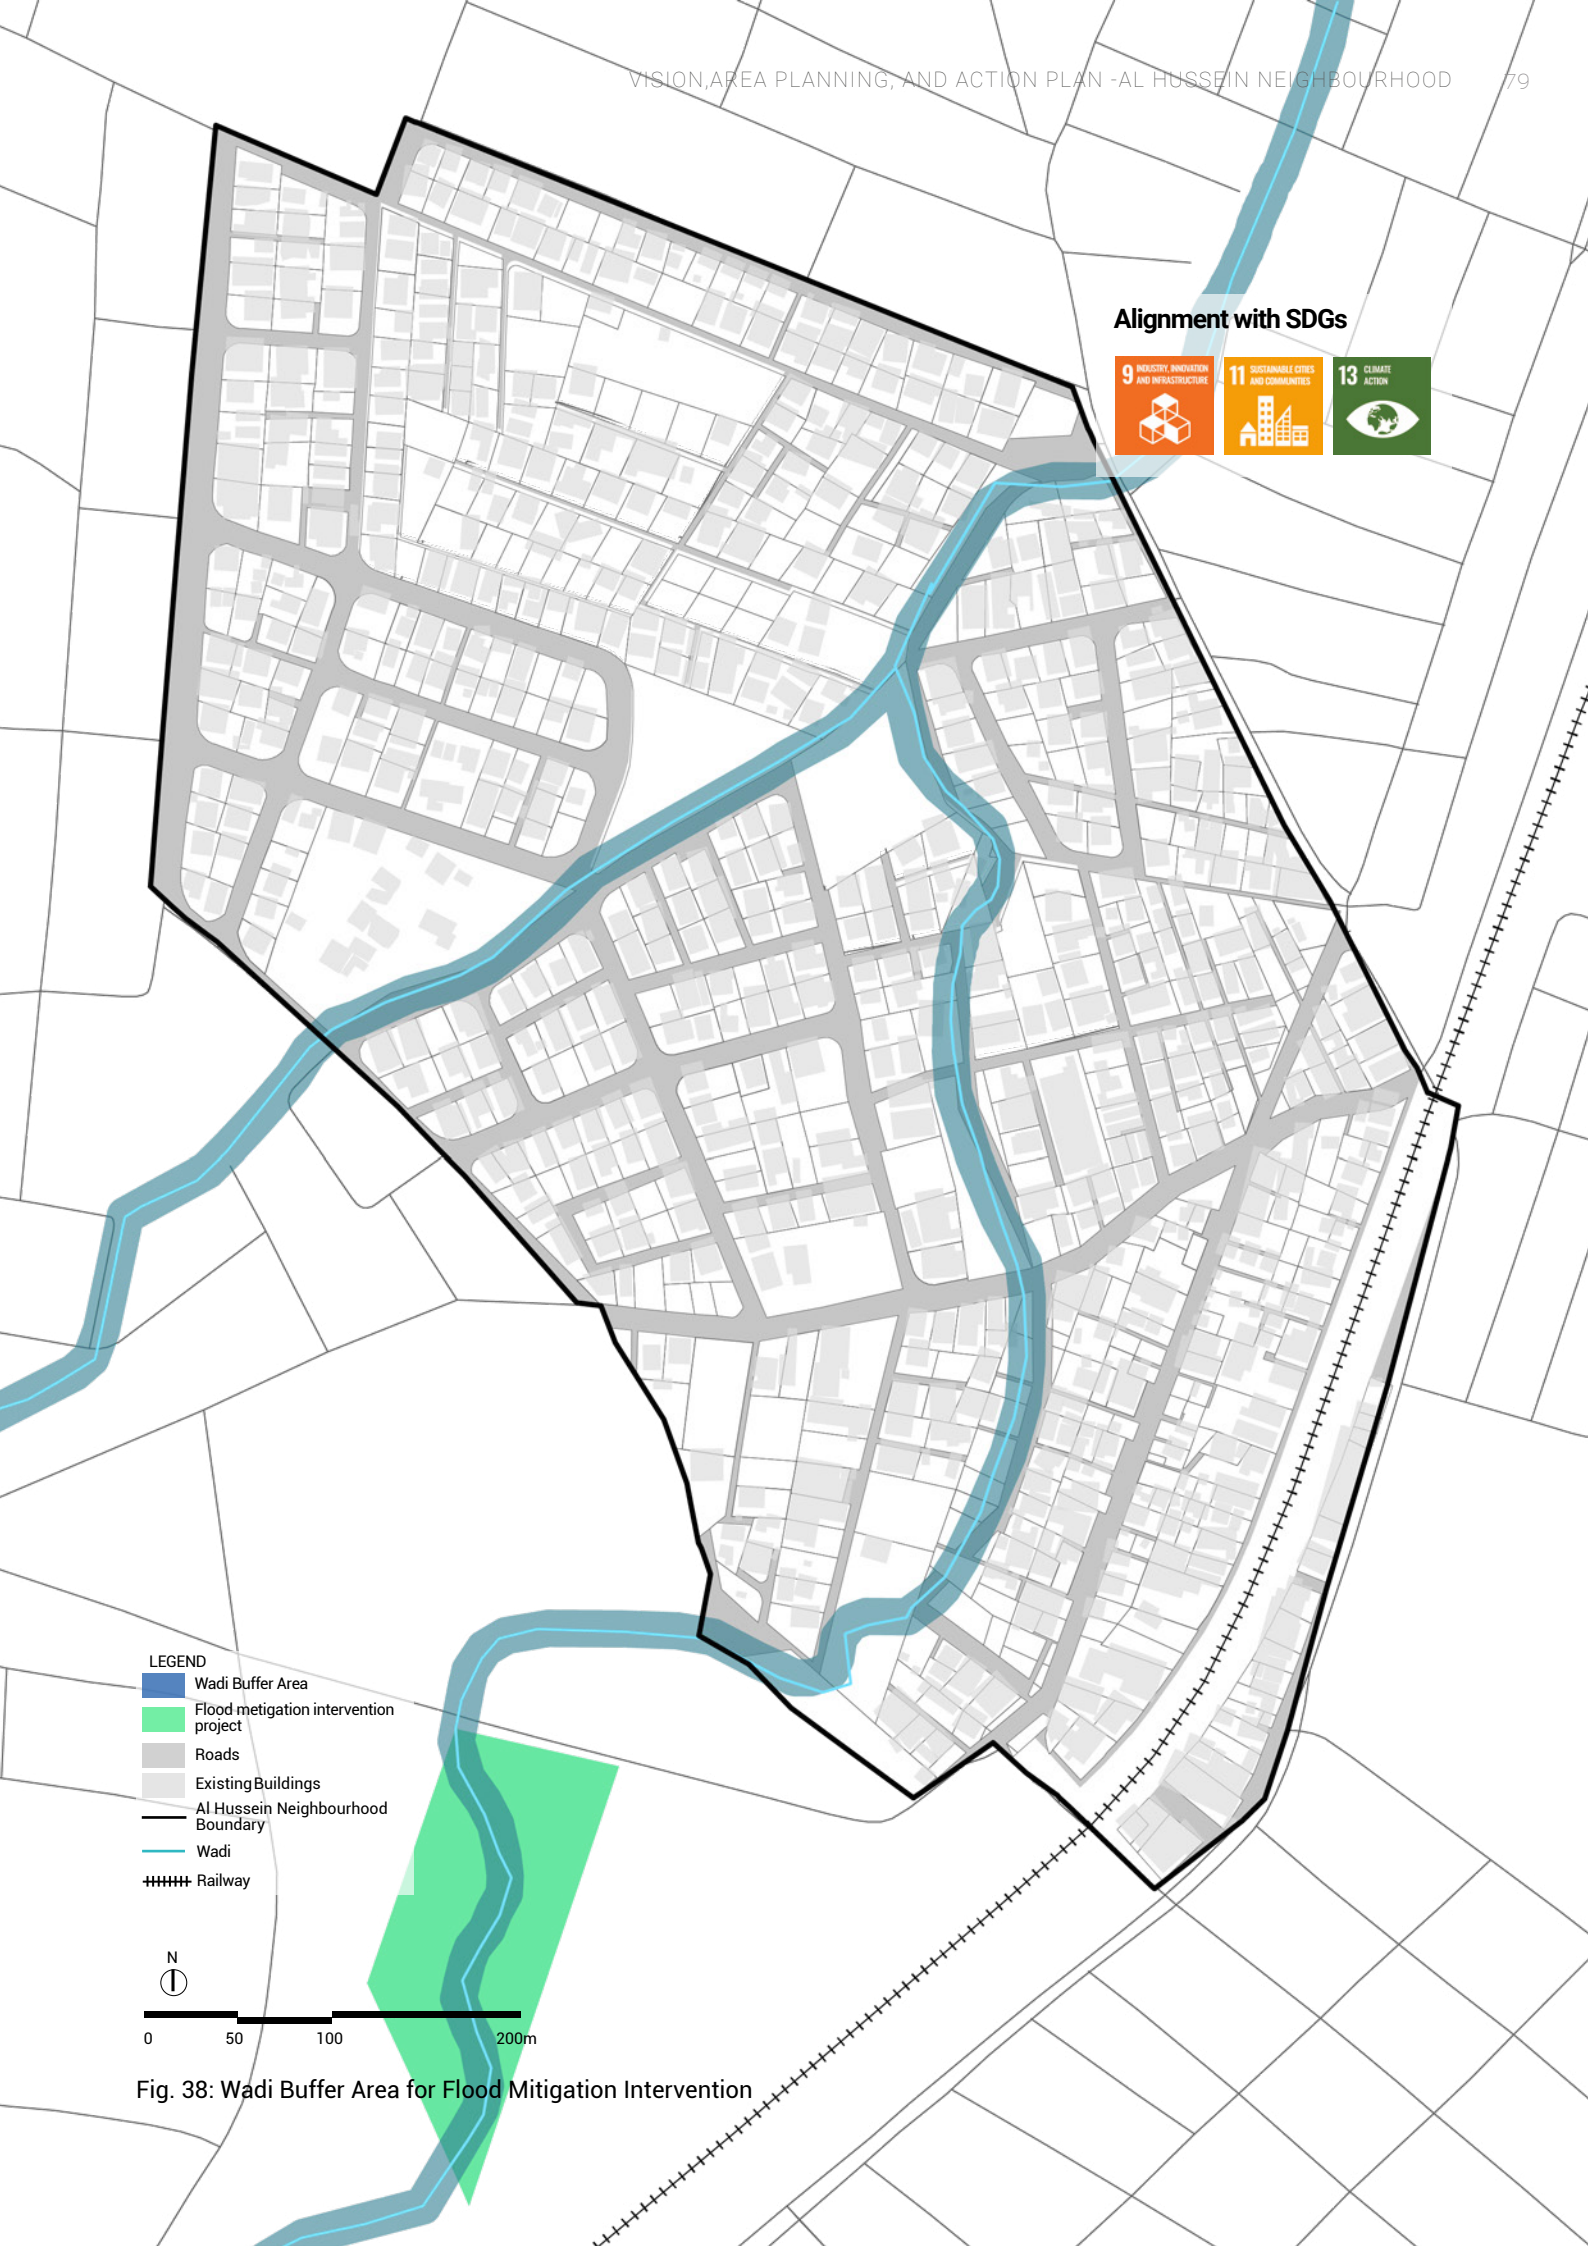 VISION,AREA PLANNING, AND ACTION PLAN -AL HUSSEIN NEIGHBOURHOOD 79
Alignment with SDGs
9 INDUSTRY, INNOVATION
AND INFRASTRUCTURE
11 SUSTAINABLE CITIES
AND COMMUNITIES
13 CLIMATE
ACTION
LEGEND
Wadi Buffer Area
Flood metigation intervention
project
Roads
Existing Buildings
Al Hussein Neighbourhood
Boundary
Wadi
Railway
N
0 50 100 200m
Fig. 38: Wadi Buffer Area for Flood Mitigation Intervention